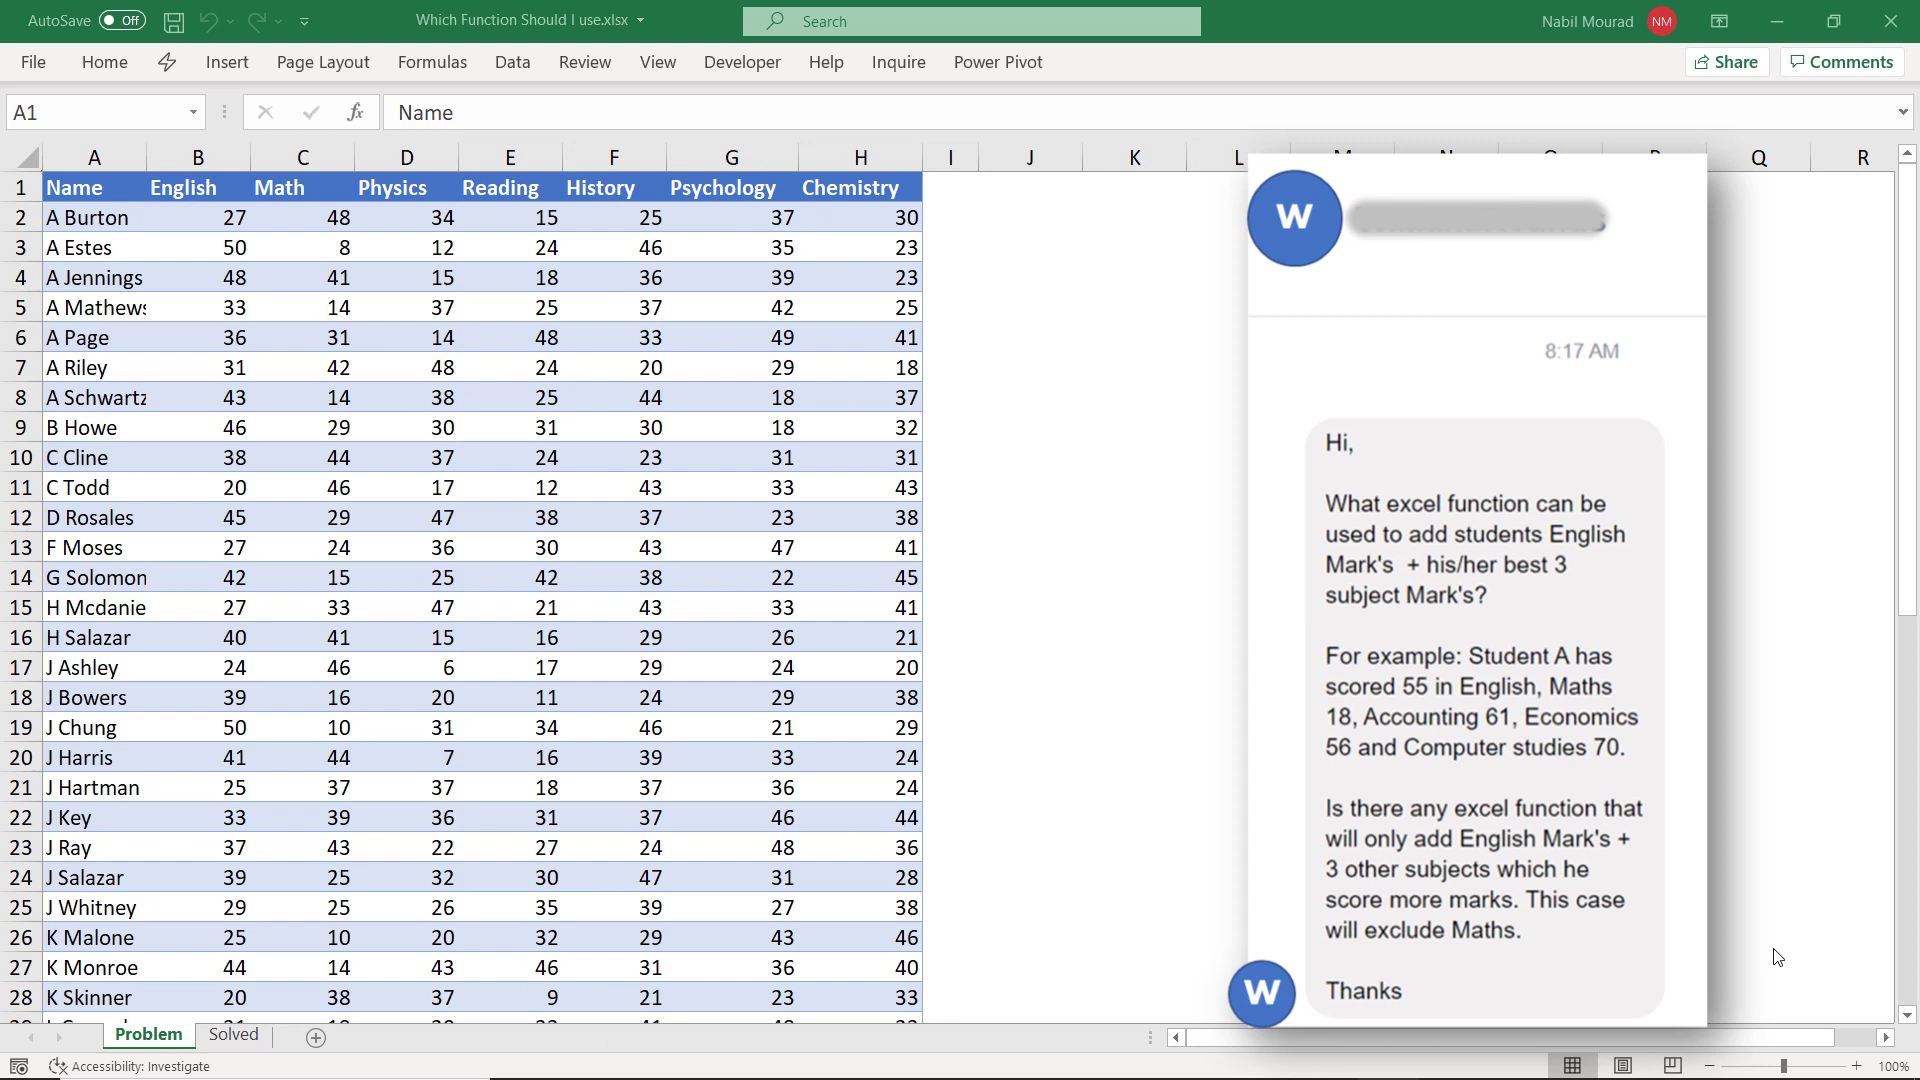 AutoSave Off Which Function Should I use.xlsx Search Nabil Mourad NM
File Home Insert Page Layout Formulas Data Review View Developer Help Inquire Power Pivot Share Comments
A1 fx Name
A B C D E F G H I J K L Q R
1 Name English Math Physics Reading History Psychology Chemistry
2 A Burton 27 48 34 15 25 37 30
3 A Estes 50 8 12 24 46 35 23
4 A Jennings 48 41 15 18 36 39 23
5 A Mathews 33 14 37 25 37 42 25
6 A Page 36 31 14 48 33 49 41
7 A Riley 31 42 48 24 20 29 18
8 A Schwartz 43 14 38 25 44 18 37
9 B Howe 46 29 30 31 30 18 32
10 C Cline 38 44 37 24 23 31 31
11 C Todd 20 46 17 12 43 33 43
12 D Rosales 45 29 47 38 37 23 38
13 F Moses 27 24 36 30 43 47 41
14 G Solomon 42 15 25 42 38 22 45
15 H Mcdanie 27 33 47 21 43 33 41
16 H Salazar 40 41 15 16 29 26 21
17 J Ashley 24 46 6 17 29 24 20
18 J Bowers 39 16 20 11 24 29 38
19 J Chung 50 10 31 34 46 21 29
20 J Harris 41 44 7 16 39 33 24
21 J Hartman 25 37 37 18 37 36 24
22 J Key 33 39 36 31 37 46 44
23 J Ray 37 43 22 27 24 48 36
24 J Salazar 39 25 32 30 47 31 28
25 J Whitney 29 25 26 35 39 27 38
26 K Malone 25 10 20 32 29 43 46
27 K Monroe 44 14 43 46 31 36 40
28 K Skinner 20 38 37 9 21 23 33
W
8:17 AM
Hi,
What excel function can be
used to add students English
Mark's + his/her best 3
subject Mark's?
For example: Student A has
scored 55 in English, Maths
18, Accounting 61, Economics
56 and Computer studies 70.
Is there any excel function that
will only add English Mark's +
3 other subjects which he
score more marks. This case
will exclude Maths.
W
Thanks
Problem Solved
Accessibility: Investigate 100%